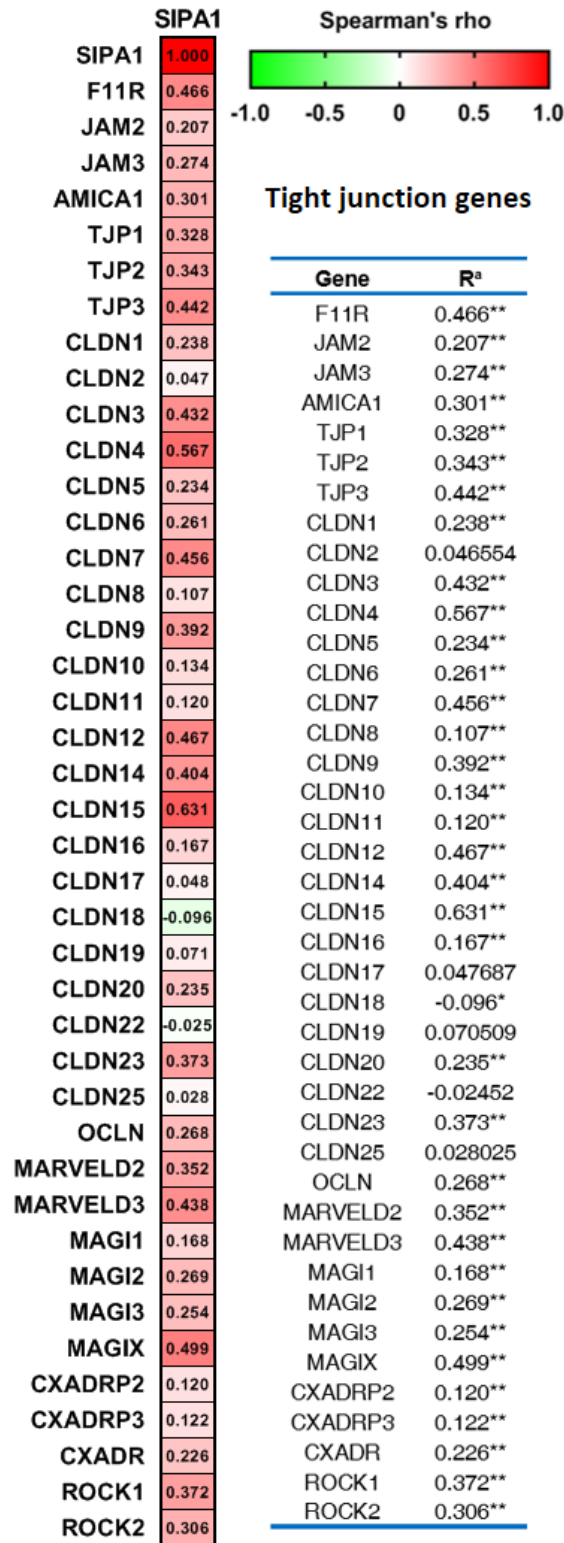 SIPA1
Spearman's rho
-1.0 -0.5 0 0.5 1.0
SIPA1 1.000
F11R 0.466
JAM2 0.207
JAM3 0.274
AMICA1 0.301
TJP1 0.328
TJP2 0.343
TJP3 0.442
CLDN1 0.238
CLDN2 0.047
CLDN3 0.432
CLDN4 0.567
CLDN5 0.234
CLDN6 0.261
CLDN7 0.456
CLDN8 0.107
CLDN9 0.392
CLDN10 0.134
CLDN11 0.120
CLDN12 0.467
CLDN14 0.404
CLDN15 0.631
CLDN16 0.167
CLDN17 0.048
CLDN18 -0.096
CLDN19 0.071
CLDN20 0.235
CLDN22 -0.025
CLDN23 0.373
CLDN25 0.028
OCLN 0.268
MARVELD2 0.352
MARVELD3 0.438
MAGI1 0.168
MAGI2 0.269
MAGI3 0.254
MAGIX 0.499
CXADRP2 0.120
CXADRP3 0.122
CXADR 0.226
ROCK1 0.372
ROCK2 0.306
Tight junction genes
Gene Rᵃ
F11R 0.466**
JAM2 0.207**
JAM3 0.274**
AMICA1 0.301**
TJP1 0.328**
TJP2 0.343**
TJP3 0.442**
CLDN1 0.238**
CLDN2 0.046554
CLDN3 0.432**
CLDN4 0.567**
CLDN5 0.234**
CLDN6 0.261**
CLDN7 0.456**
CLDN8 0.107**
CLDN9 0.392**
CLDN10 0.134**
CLDN11 0.120**
CLDN12 0.467**
CLDN14 0.404**
CLDN15 0.631**
CLDN16 0.167**
CLDN17 0.047687
CLDN18 -0.096*
CLDN19 0.070509
CLDN20 0.235**
CLDN22 -0.02452
CLDN23 0.373**
CLDN25 0.028025
OCLN 0.268**
MARVELD2 0.352**
MARVELD3 0.438**
MAGI1 0.168**
MAGI2 0.269**
MAGI3 0.254**
MAGIX 0.499**
CXADRP2 0.120**
CXADRP3 0.122**
CXADR 0.226**
ROCK1 0.372**
ROCK2 0.306**